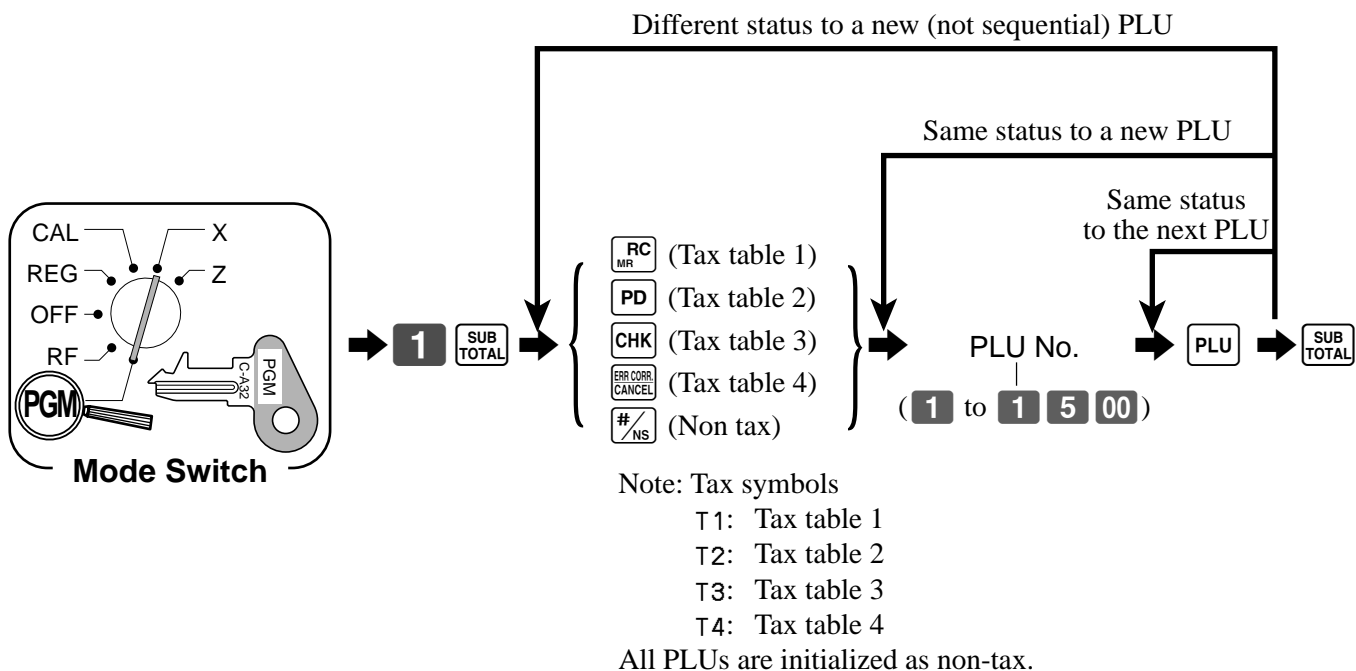 Different status to a new (not sequential) PLU
Same status to a new PLU
Same status
to the next PLU
CAL
X
REG
Z
OFF
RF
PGM
PGM
C-A32
Mode Switch
1 SUB TOTAL
RC MR (Tax table 1)
PD (Tax table 2)
CHK (Tax table 3)
ERR CORR. CANCEL (Tax table 4)
#/NS (Non tax)
PLU No.
(1 to 1 5 00)
PLU
SUB TOTAL
Note: Tax symbols
T1: Tax table 1
T2: Tax table 2
T3: Tax table 3
T4: Tax table 4
All PLUs are initialized as non-tax.